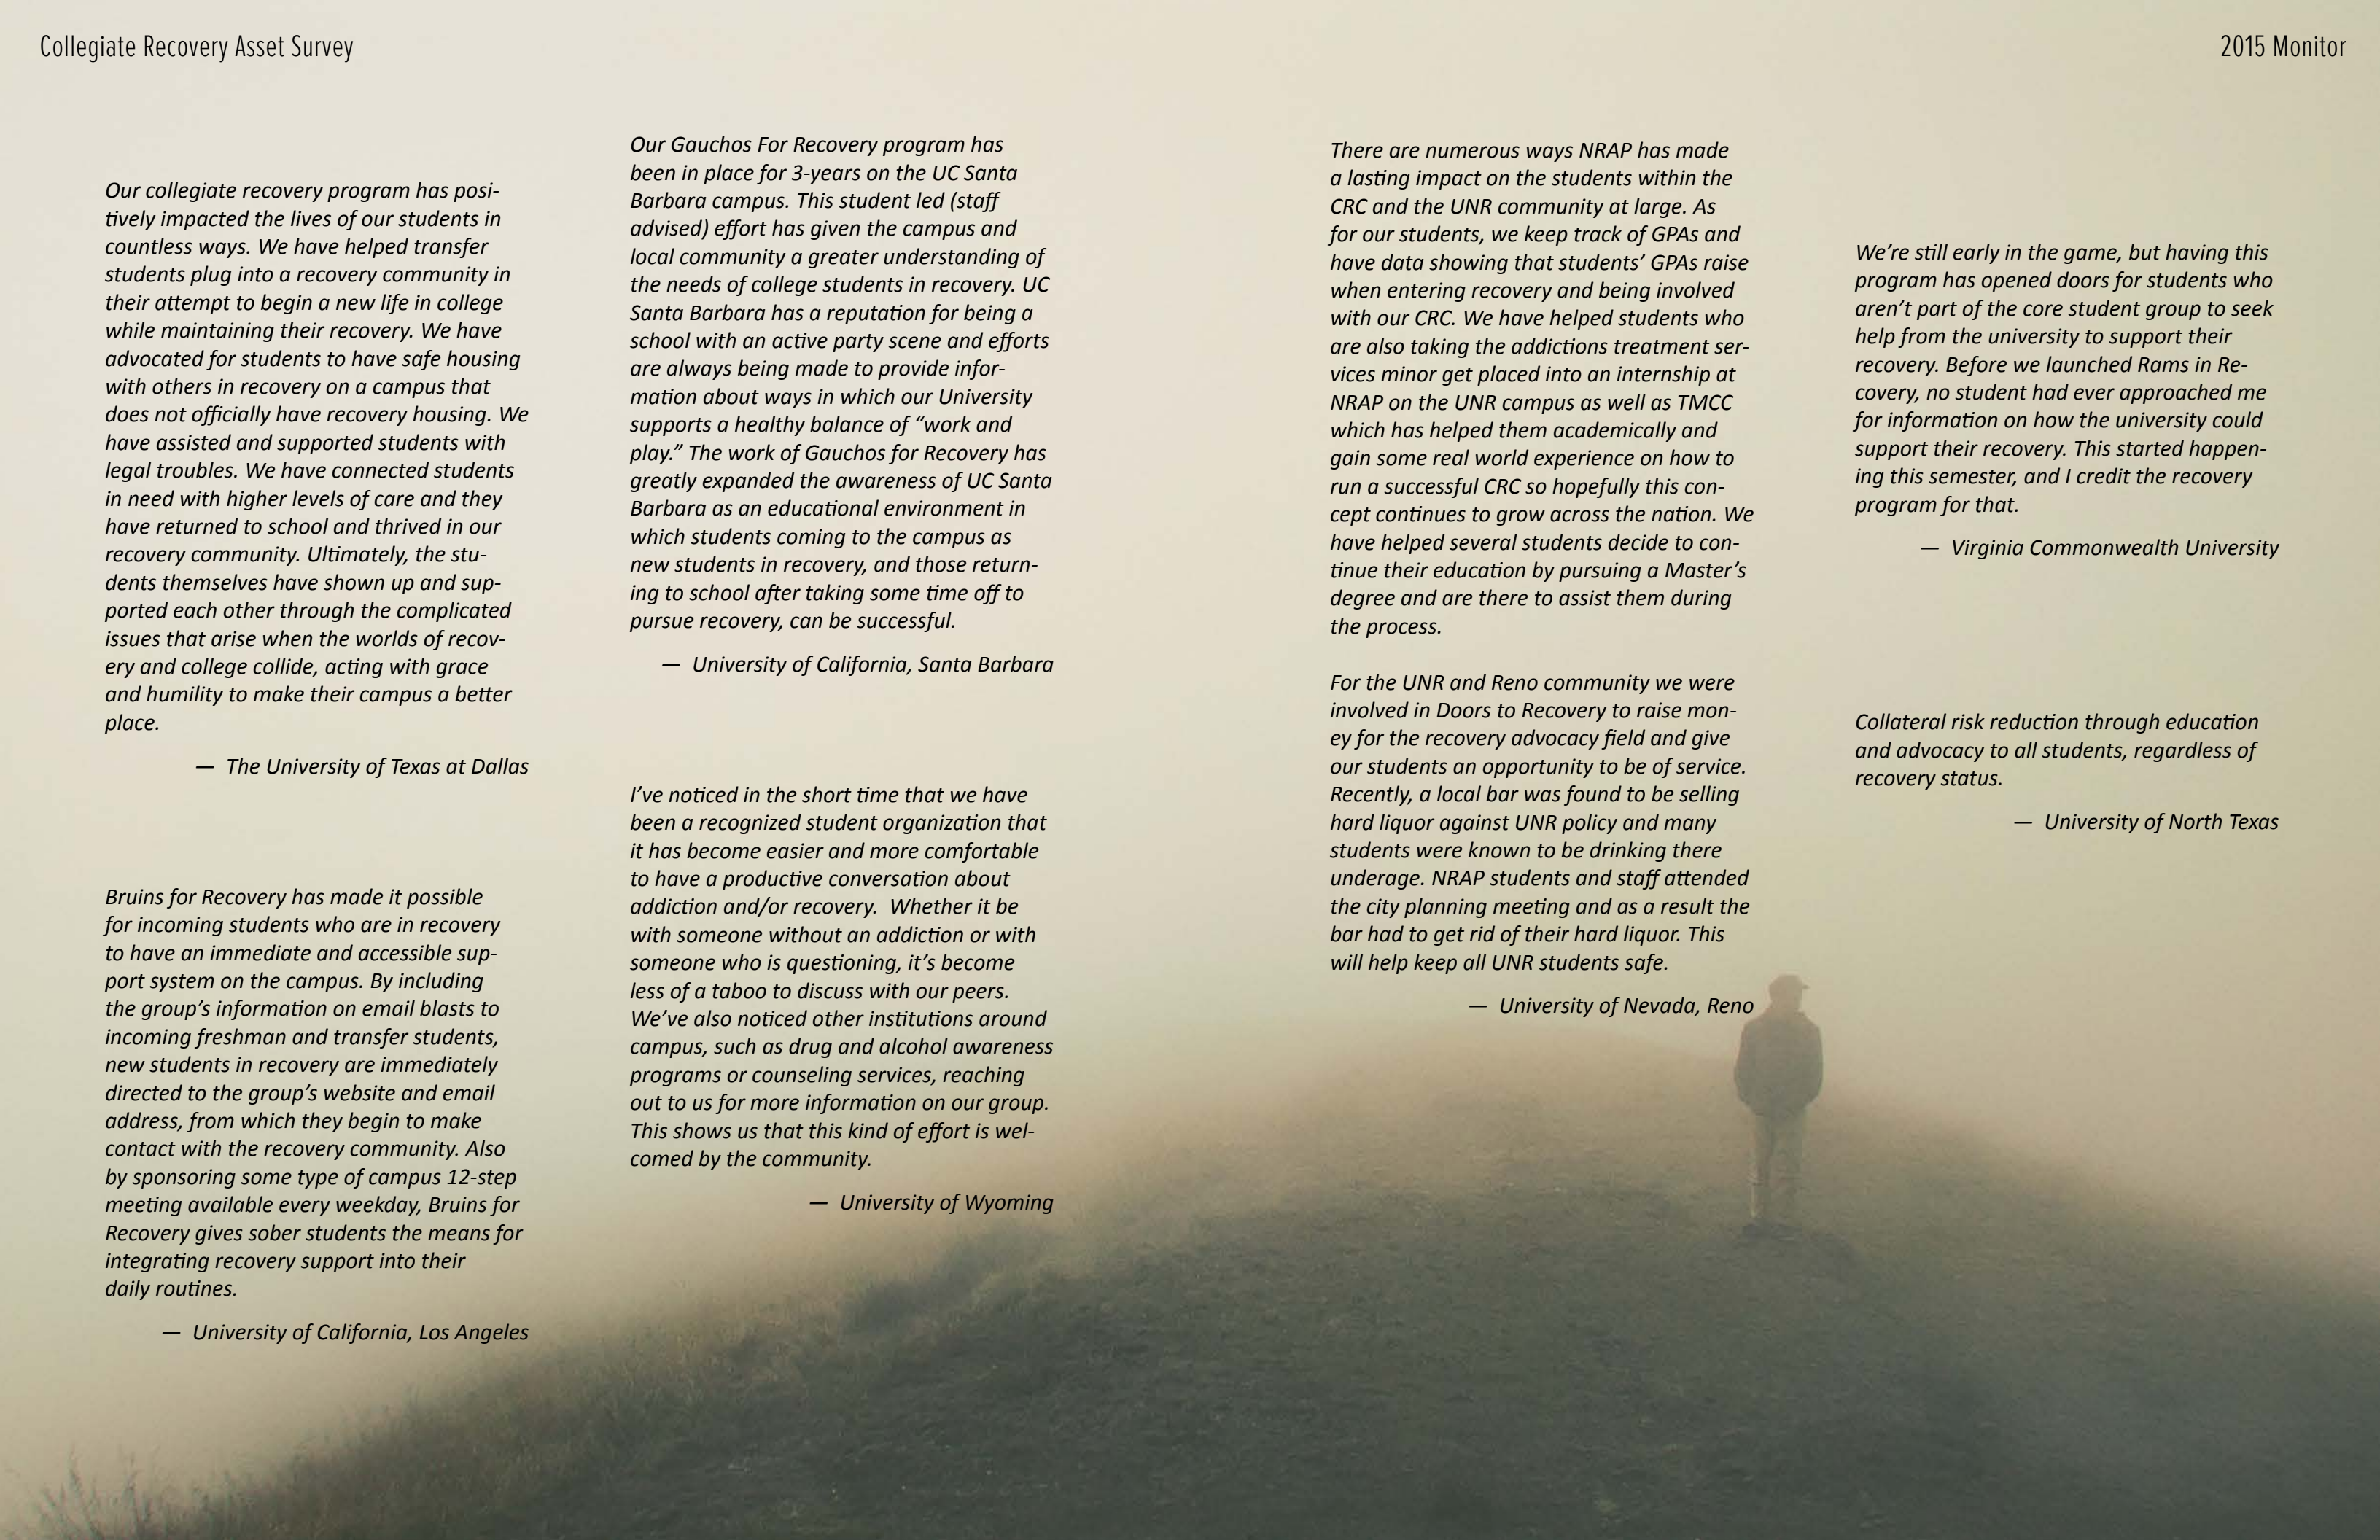 Collegiate Recovery Asset Survey
2015 Monitor
Our collegiate recovery program has posi-
tively impacted the lives of our students in
countless ways. We have helped transfer
students plug into a recovery community in
their attempt to begin a new life in college
while maintaining their recovery. We have
advocated for students to have safe housing
with others in recovery on a campus that
does not officially have recovery housing. We
have assisted and supported students with
legal troubles. We have connected students
in need with higher levels of care and they
have returned to school and thrived in our
recovery community. Ultimately, the stu-
dents themselves have shown up and sup-
ported each other through the complicated
issues that arise when the worlds of recov-
ery and college collide, acting with grace
and humility to make their campus a better
place.
— The University of Texas at Dallas
Bruins for Recovery has made it possible
for incoming students who are in recovery
to have an immediate and accessible sup-
port system on the campus. By including
the group’s information on email blasts to
incoming freshman and transfer students,
new students in recovery are immediately
directed to the group’s website and email
address, from which they begin to make
contact with the recovery community. Also
by sponsoring some type of campus 12-step
meeting available every weekday, Bruins for
Recovery gives sober students the means for
integrating recovery support into their
daily routines.
— University of California, Los Angeles
Our Gauchos For Recovery program has
been in place for 3-years on the UC Santa
Barbara campus. This student led (staff
advised) effort has given the campus and
local community a greater understanding of
the needs of college students in recovery. UC
Santa Barbara has a reputation for being a
school with an active party scene and efforts
are always being made to provide infor-
mation about ways in which our University
supports a healthy balance of “work and
play.” The work of Gauchos for Recovery has
greatly expanded the awareness of UC Santa
Barbara as an educational environment in
which students coming to the campus as
new students in recovery, and those return-
ing to school after taking some time off to
pursue recovery, can be successful.
— University of California, Santa Barbara
I’ve noticed in the short time that we have
been a recognized student organization that
it has become easier and more comfortable
to have a productive conversation about
addiction and/or recovery.  Whether it be
with someone without an addiction or with
someone who is questioning, it’s become
less of a taboo to discuss with our peers.
We’ve also noticed other institutions around
campus, such as drug and alcohol awareness
programs or counseling services, reaching
out to us for more information on our group.
This shows us that this kind of effort is wel-
comed by the community.
— University of Wyoming
There are numerous ways NRAP has made
a lasting impact on the students within the
CRC and the UNR community at large. As
for our students, we keep track of GPAs and
have data showing that students’ GPAs raise
when entering recovery and being involved
with our CRC. We have helped students who
are also taking the addictions treatment ser-
vices minor get placed into an internship at
NRAP on the UNR campus as well as TMCC
which has helped them academically and
gain some real world experience on how to
run a successful CRC so hopefully this con-
cept continues to grow across the nation. We
have helped several students decide to con-
tinue their education by pursuing a Master’s
degree and are there to assist them during
the process.
For the UNR and Reno community we were
involved in Doors to Recovery to raise mon-
ey for the recovery advocacy field and give
our students an opportunity to be of service.
Recently, a local bar was found to be selling
hard liquor against UNR policy and many
students were known to be drinking there
underage. NRAP students and staff attended
the city planning meeting and as a result the
bar had to get rid of their hard liquor. This
will help keep all UNR students safe.
— University of Nevada, Reno
We’re still early in the game, but having this
program has opened doors for students who
aren’t part of the core student group to seek
help from the university to support their
recovery. Before we launched Rams in Re-
covery, no student had ever approached me
for information on how the university could
support their recovery. This started happen-
ing this semester, and I credit the recovery
program for that.
— Virginia Commonwealth University
Collateral risk reduction through education
and advocacy to all students, regardless of
recovery status.
— University of North Texas